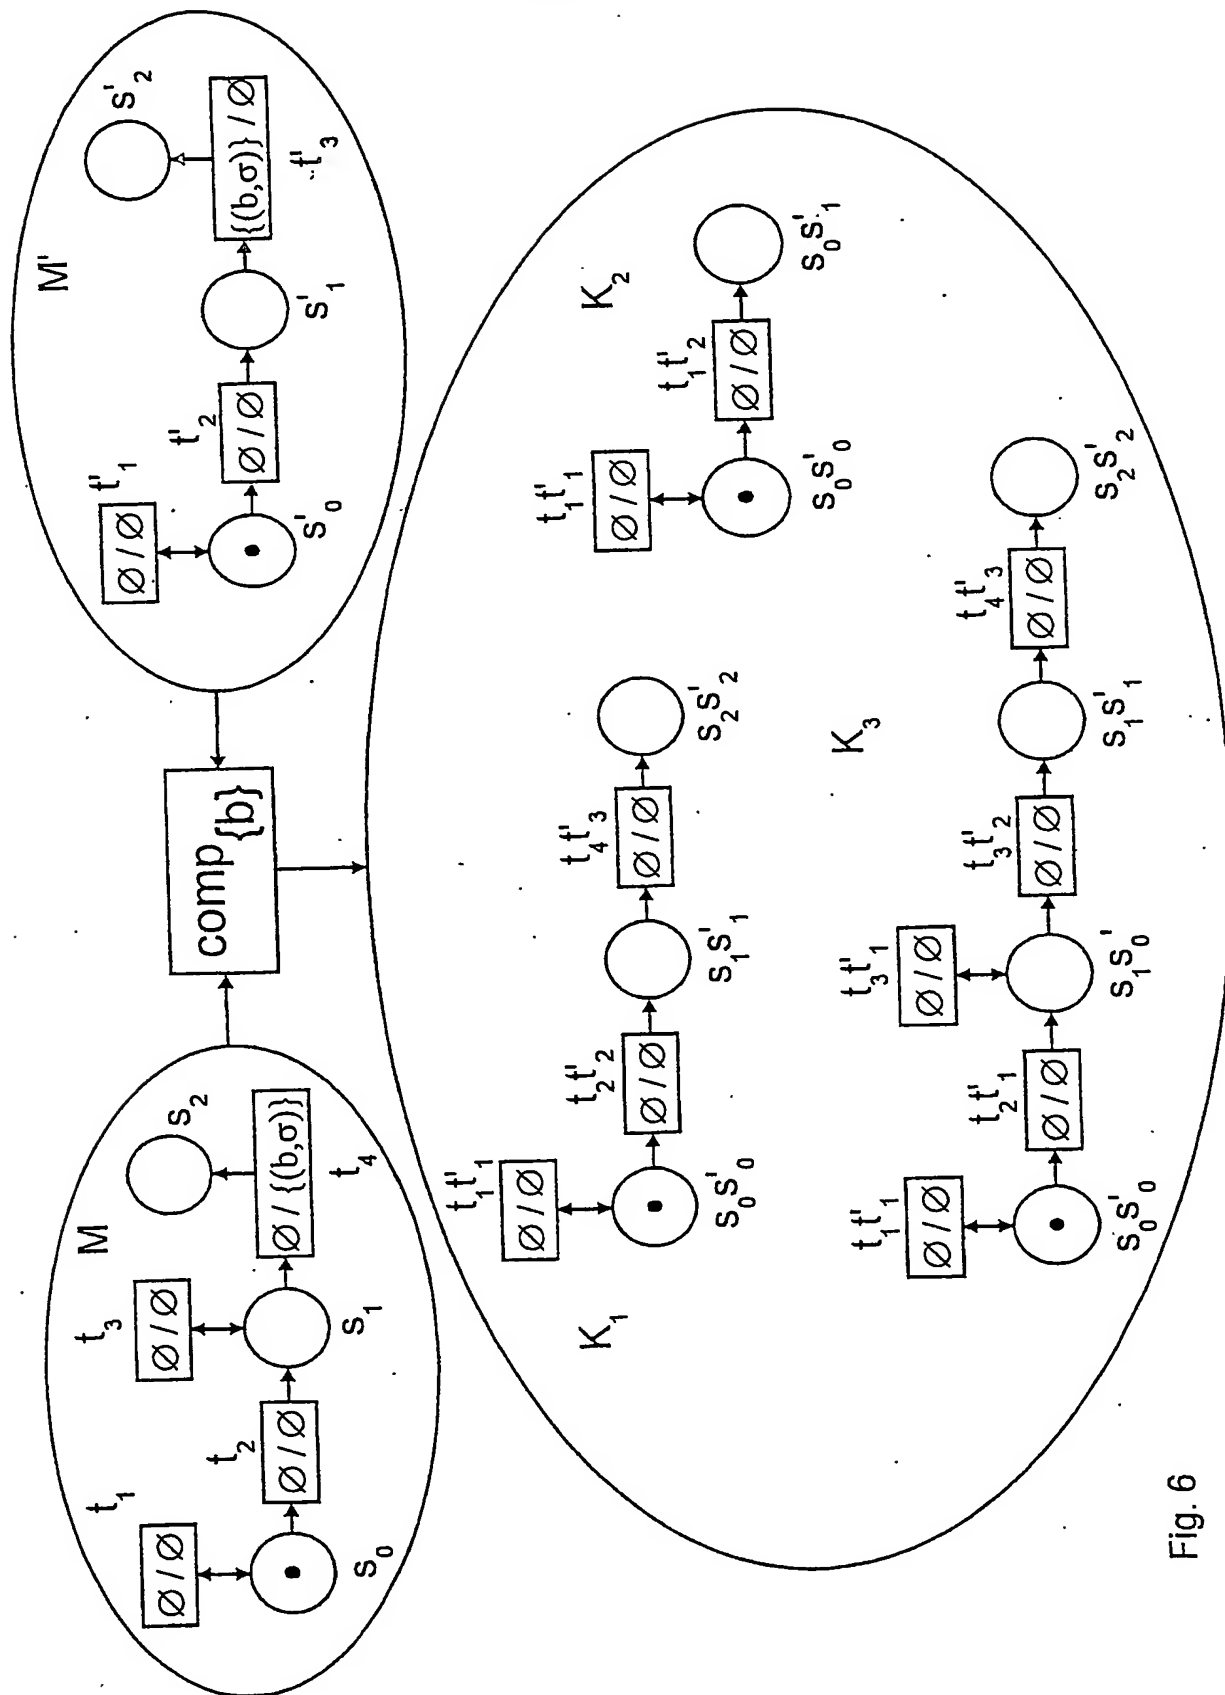 M
t₁
Ø / Ø
s₀
t₂
Ø / Ø
t₃
Ø / Ø
s₁
Ø / {(b,σ)}
t₄
s₂
comp{b}
M'
t'₁
Ø / Ø
s'₀
t'₂
Ø / Ø
s'₁
{(b,σ)} / Ø
t'₃
s'₂
K₁
t₁t'₁
Ø / Ø
s₀s'₀
t₂t'₂
Ø / Ø
s₁s'₁
t₄t'₃
Ø / Ø
s₂s'₂
K₂
t₁t'₁
Ø / Ø
s₀s'₀
t₁t'₂
Ø / Ø
s₀s'₁
K₃
t₁t'₁
Ø / Ø
s₀s'₀
t₂t'₁
Ø / Ø
t₃t'₁
Ø / Ø
s₁s₀'
t₃t'₂
Ø / Ø
s₁s'₁
t₄t'₃
Ø / Ø
s₂s'₂
Fig. 6